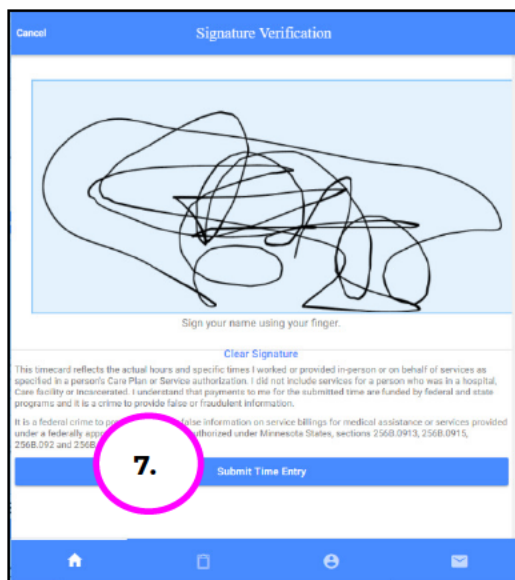 Cancel
Signature Verification
Sign your name using your finger.
Clear Signature
This timecard reflects the actual hours and specific times I worked or provided in-person or on behalf of services as
specified in a person's Care Plan or Service authorization. I did not include services for a person who was in a hospital,
Care facility or Incarcerated. I understand that payments to me for the submitted time are funded by federal and state
programs and it is a crime to provide false or fraudulent information.
It is a federal crime to false information on service billings for medical assistance or services provided
under a federally authorized under Minnesota States, sections 256B.0913, 256B.0915,
256B.092 and
7.
Submit Time Entry